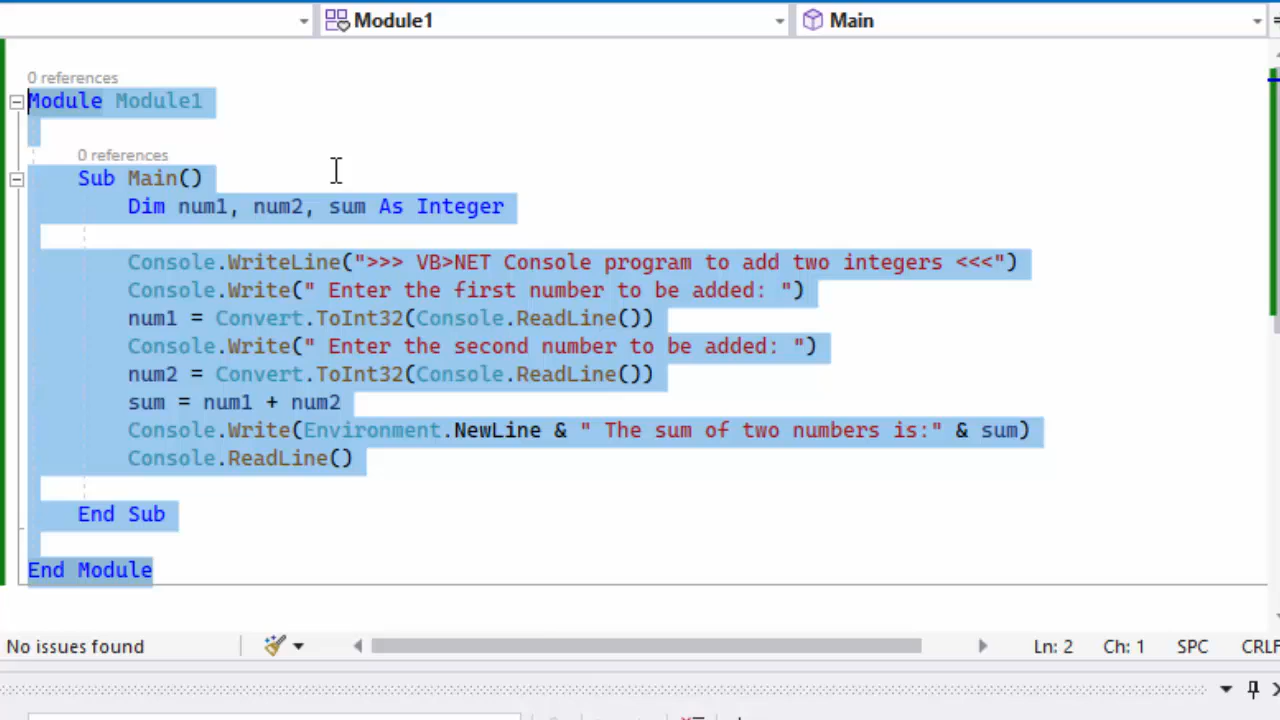 Module1 Main
0 references
Module Module1
0 references
Sub Main()
Dim num1, num2, sum As Integer
Console.WriteLine(">>> VB>NET Console program to add two integers <<<")
Console.Write(" Enter the first number to be added: ")
num1 = Convert.ToInt32(Console.ReadLine())
Console.Write(" Enter the second number to be added: ")
num2 = Convert.ToInt32(Console.ReadLine())
sum = num1 + num2
Console.Write(Environment.NewLine & " The sum of two numbers is:" & sum)
Console.ReadLine()
End Sub
End Module
No issues found Ln: 2 Ch: 1 SPC CRLF